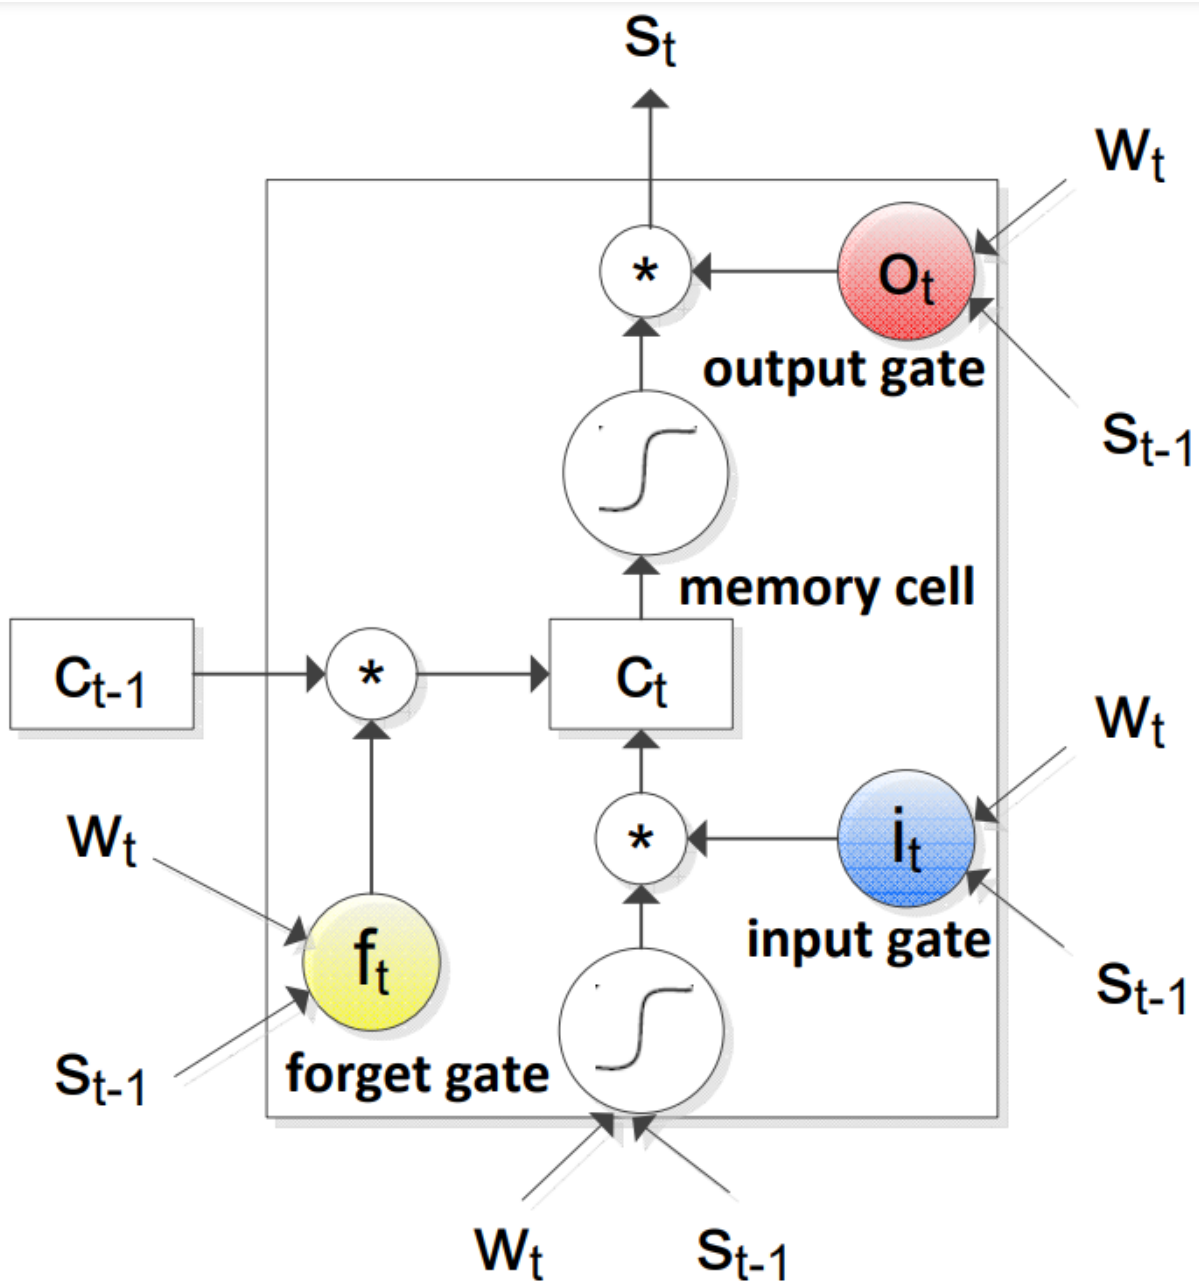 St
Wt
*
Ot
output gate
St-1
memory cell
Ct-1
*
Ct
Wt
Wt
*
it
input gate
ft
St-1
St-1
forget gate
Wt
St-1